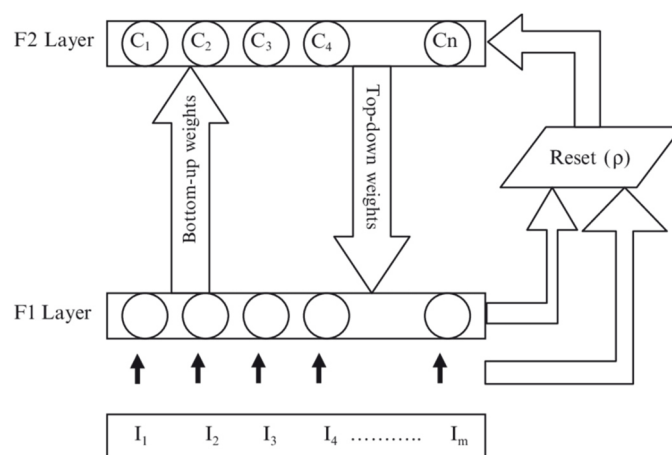 F2 Layer C1 C2 C3 C4 Cn
Bottom-up weights
Top-down weights
Reset (ρ)
F1 Layer
I1 I2 I3 I4 ........... Im